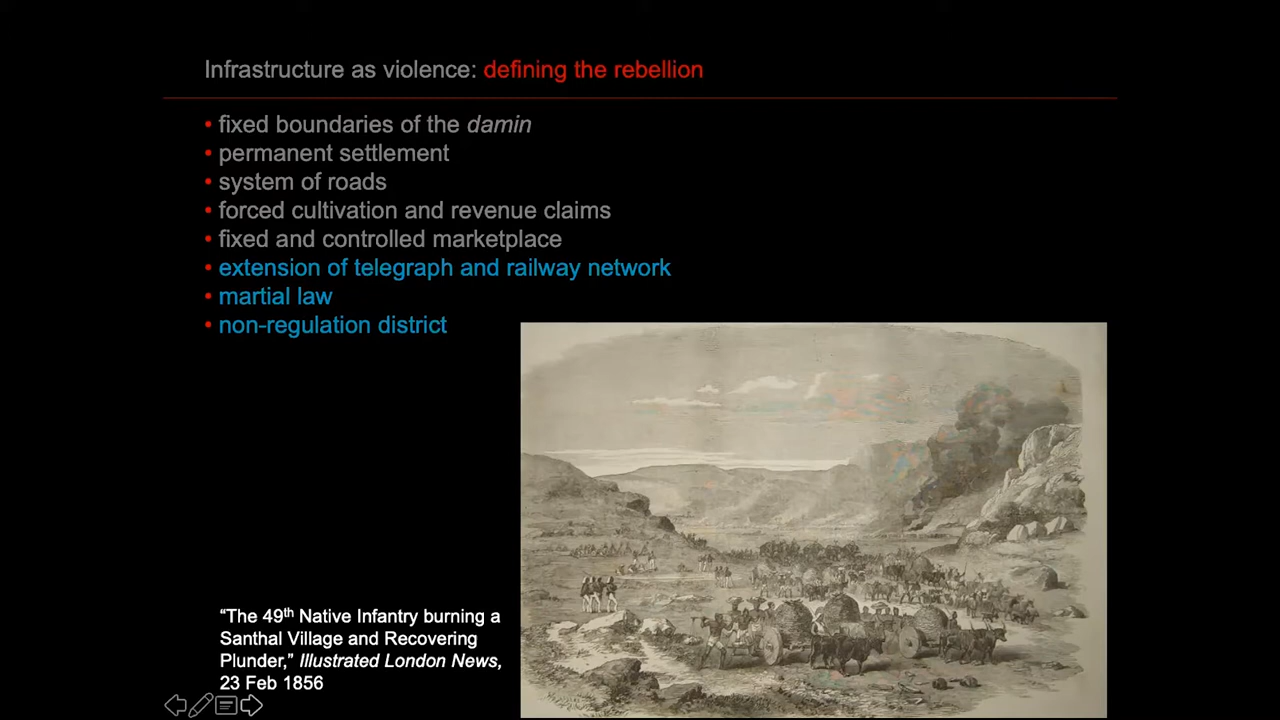 Infrastructure as violence: defining the rebellion
• fixed boundaries of the damin
• permanent settlement
• system of roads
• forced cultivation and revenue claims
• fixed and controlled marketplace
• extension of telegraph and railway network
• martial law
• non-regulation district
“The 49th Native Infantry burning a
Santhal Village and Recovering
Plunder,” Illustrated London News,
23 Feb 1856